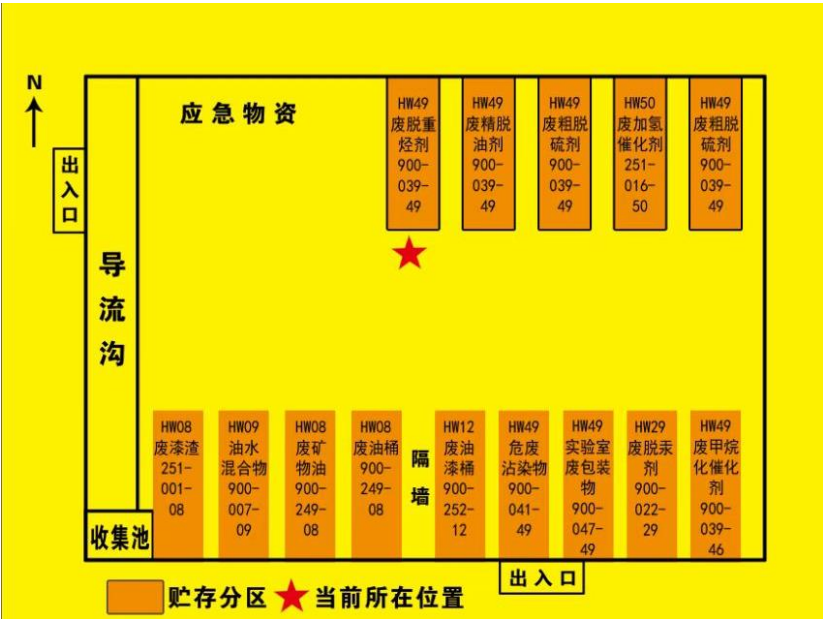 N
应急物资
HW49
废脱重
烃剂
900-
039-
49
HW49
废精脱
油剂
900-
039-
49
HW49
废粗脱
硫剂
900-
039-
49
HW50
废加氢
催化剂
251-
016-
50
HW49
废粗脱
硫剂
900-
039-
49
出
入
口
导
流
沟
HW08
废漆渣
251-
001-
08
HW09
油水
混合物
900-
007-
09
HW08
废矿
物油
900-
249-
08
HW08
废油桶
900-
249-
08
隔
墙
HW12
废油
漆桶
900-
252-
12
HW49
危废
沾染物
900-
041-
49
HW49
实验室
废包装
物
900-
047-
49
HW29
废脱汞
剂
900-
022-
29
HW49
废甲烷
化催化
剂
900-
039-
46
收集池
出入口
贮存分区
当前所在位置